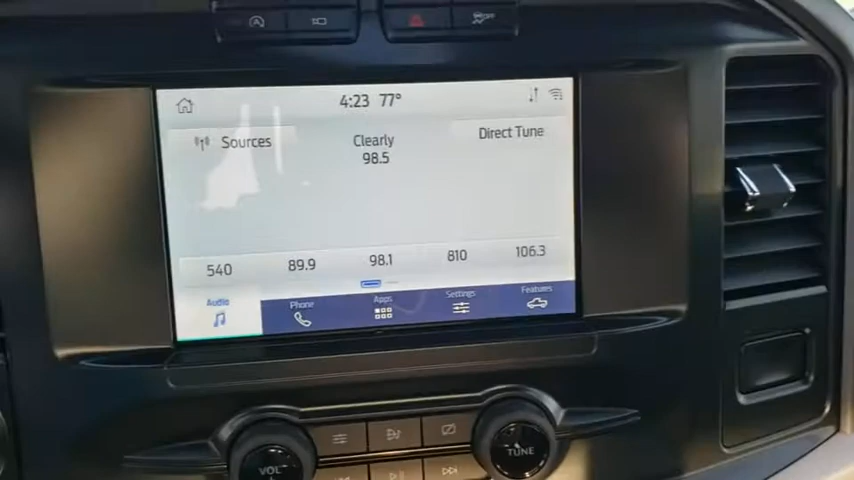 OFF
4:23 77°
Sources
Clearly
98.5
Direct Tune
540 89.9 98.1 810 106.3
Audio Phone Apps Settings Features
VOL
TUNE